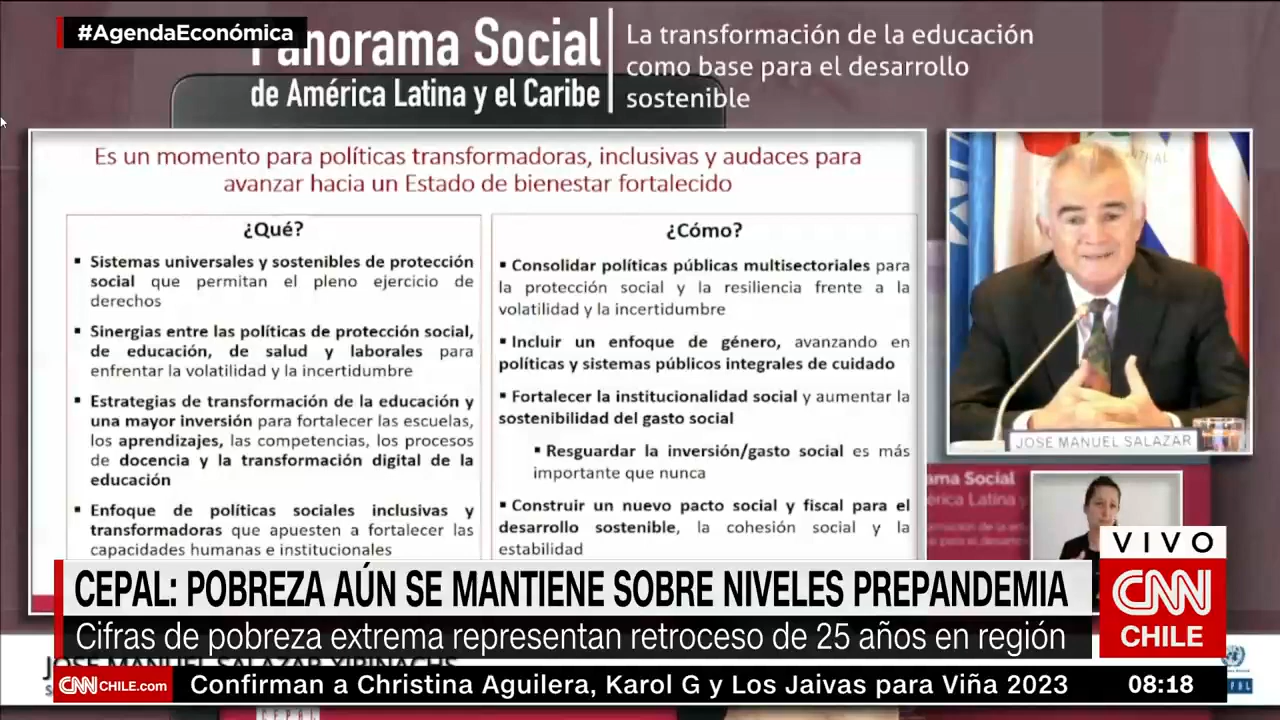 #AgendaEconómica
Panorama Social
de América Latina y el Caribe
La transformación de la educación
como base para el desarrollo
sostenible
Es un momento para políticas transformadoras, inclusivas y audaces para
avanzar hacia un Estado de bienestar fortalecido
¿Qué?
▪ Sistemas universales y sostenibles de protección
social que permitan el pleno ejercicio de
derechos
▪ Sinergias entre las políticas de protección social,
de educación, de salud y laborales para
enfrentar la volatilidad y la incertidumbre
▪ Estrategias de transformación de la educación y
una mayor inversión para fortalecer las escuelas,
los aprendizajes, las competencias, los procesos
de docencia y la transformación digital de la
educación
▪ Enfoque de políticas sociales inclusivas y
transformadoras que apuesten a fortalecer las
capacidades humanas e institucionales
¿Cómo?
▪ Consolidar políticas públicas multisectoriales para
la protección social y la resiliencia frente a la
volatilidad y la incertidumbre
▪ Incluir un enfoque de género, avanzando en
políticas y sistemas públicos integrales de cuidado
▪ Fortalecer la institucionalidad social y aumentar la
sostenibilidad del gasto social
▪ Resguardar la inversión/gasto social es más
importante que nunca
▪ Construir un nuevo pacto social y fiscal para el
desarrollo sostenible, la cohesión social y la
estabilidad
JOSÉ MANUEL SALAZAR
ama Social
érica Latina y
VIVO
CNN
CHILE
CEPAL: POBREZA AÚN SE MANTIENE SOBRE NIVELES PREPANDEMIA
Cifras de pobreza extrema representan retroceso de 25 años en región
JOSÉ MANUEL SALAZAR-XIRINACHS
CNNCHILE.com
Confirman a Christina Aguilera, Karol G y Los Jaivas para Viña 2023
08:18
CEPAL